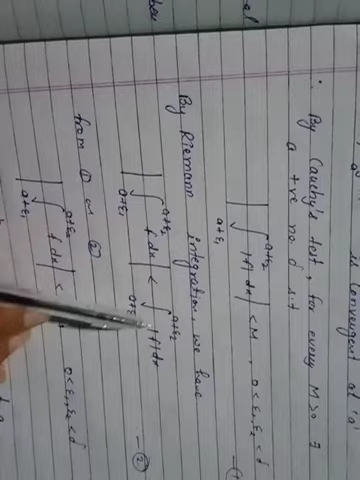 is convergent at 'a'
∴ By Cauchy's test, for every M>0 ∃
a +ve no. δ s.t
| ∫_{a+ε₁}^{a+ε₂} |f| dx | < M , 0 < ε₁, ε₂ < δ
By Riemann integration, we have
| ∫_{a+ε₁}^{a+ε₂} f dx | < ∫_{a+ε₁}^{a+ε₂} |f| dx —②
from ① & ②
| ∫_{a+ε₁}^{a+ε₂} f dx | < 0 < ε₁, ε₂ < δ